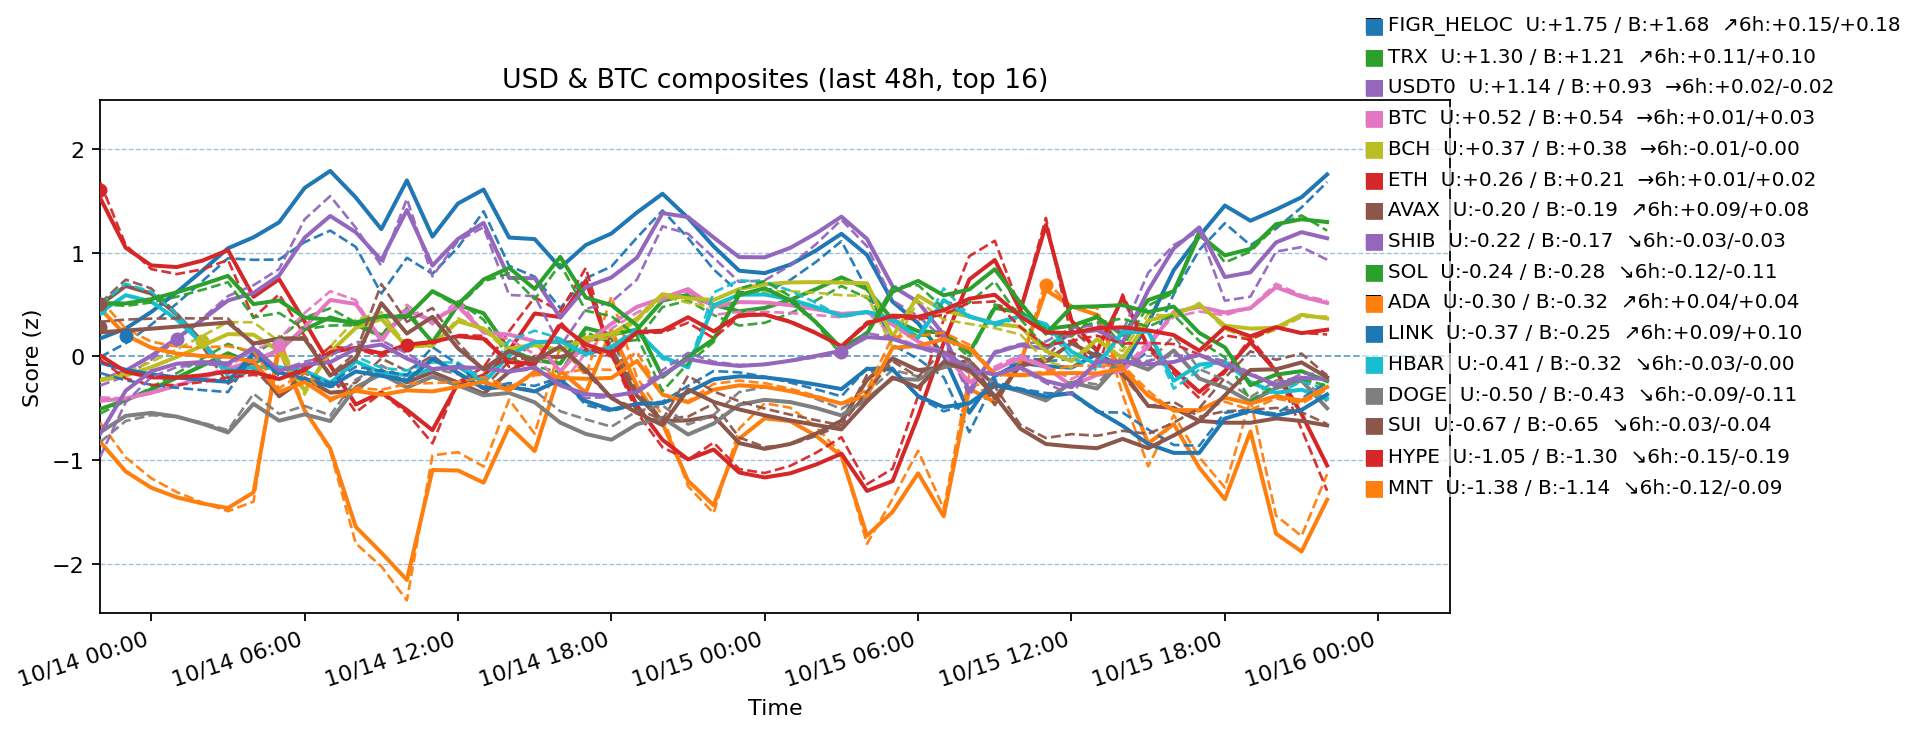 FIGR_HELOC U:+1.75 / B:+1.68 ↗6h:+0.15/+0.18
TRX U:+1.30 / B:+1.21 ↗6h:+0.11/+0.10
USDT0 U:+1.14 / B:+0.93 →6h:+0.02/-0.02
BTC U:+0.52 / B:+0.54 →6h:+0.01/+0.03
BCH U:+0.37 / B:+0.38 →6h:-0.01/-0.00
ETH U:+0.26 / B:+0.21 →6h:+0.01/+0.02
AVAX U:-0.20 / B:-0.19 ↗6h:+0.09/+0.08
SHIB U:-0.22 / B:-0.17 ↘6h:-0.03/-0.03
SOL U:-0.24 / B:-0.28 ↘6h:-0.12/-0.11
ADA U:-0.30 / B:-0.32 ↗6h:+0.04/+0.04
LINK U:-0.37 / B:-0.25 ↗6h:+0.09/+0.10
HBAR U:-0.41 / B:-0.32 ↘6h:-0.03/-0.00
DOGE U:-0.50 / B:-0.43 ↘6h:-0.09/-0.11
SUI U:-0.67 / B:-0.65 ↘6h:-0.03/-0.04
HYPE U:-1.05 / B:-1.30 ↘6h:-0.15/-0.19
MNT U:-1.38 / B:-1.14 ↘6h:-0.12/-0.09
USD & BTC composites (last 48h, top 16)
Score (z)
2
1
0
−1
−2
10/14 00:00
10/14 06:00
10/14 12:00
10/14 18:00
10/15 00:00
10/15 06:00
10/15 12:00
10/15 18:00
10/16 00:00
Time